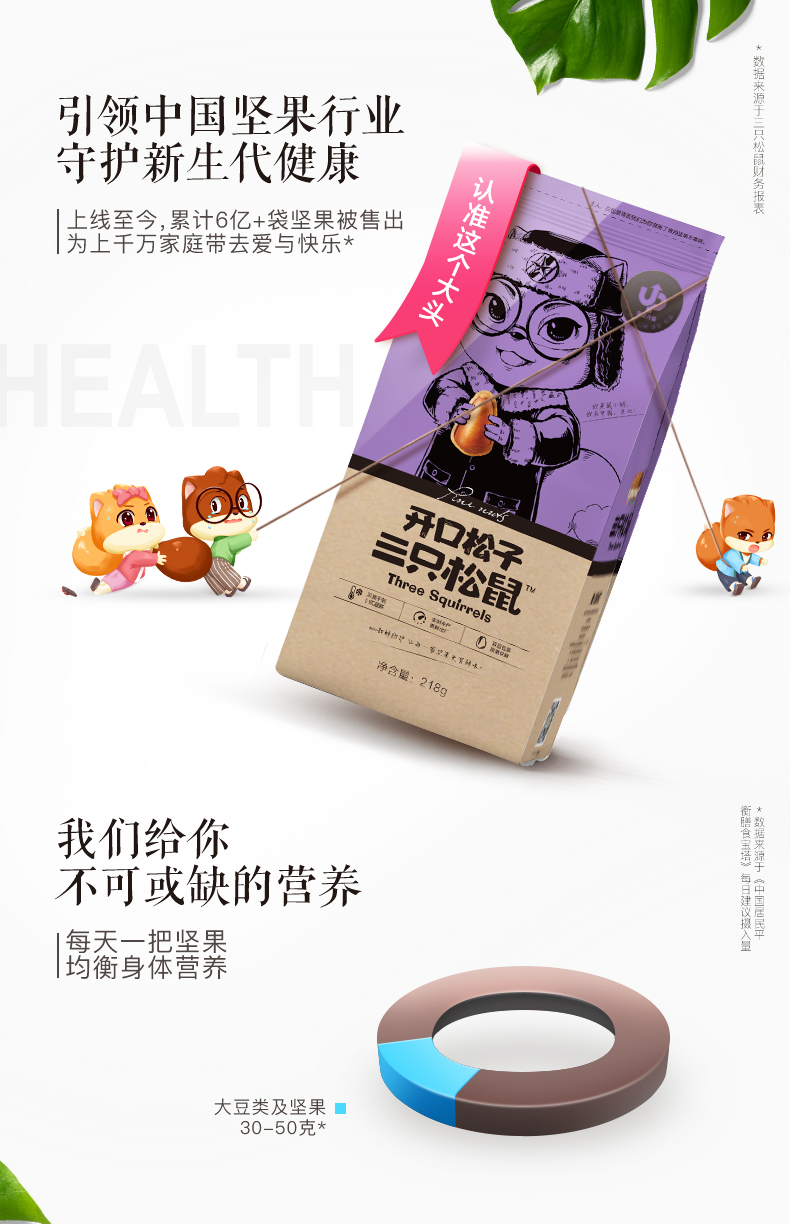 *数据来源于三只松鼠财务报表
引领中国坚果行业
守护新生代健康
上线至今,累计6亿+袋坚果被售出
为上千万家庭带去爱与快乐*
认准这个大头
HEALTH
Pine nuts
开口松子
三只松鼠™
Three Squirrels
净含量：218g
我们给你
不可或缺的营养
每天一把坚果
均衡身体营养
*数据来源于《中国居民平
衡膳食宝塔》每日建议摄入量
大豆类及坚果
30-50克*